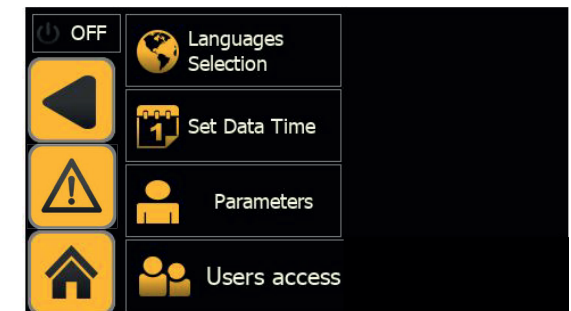 OFF
Languages
Selection
1
Set Data Time
Parameters
Users access